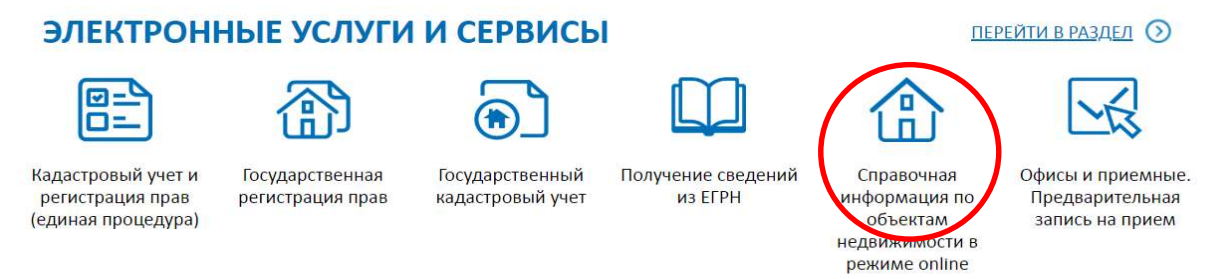 ЭЛЕКТРОННЫЕ УСЛУГИ И СЕРВИСЫ
ПЕРЕЙТИ В РАЗДЕЛ
Кадастровый учет и
регистрация прав
(единая процедура)
Государственная
регистрация прав
Государственный
кадастровый учет
Получение сведений
из ЕГРН
Справочная
информация по
объектам
недвижимости в
режиме online
Офисы и приемные.
Предварительная
запись на прием